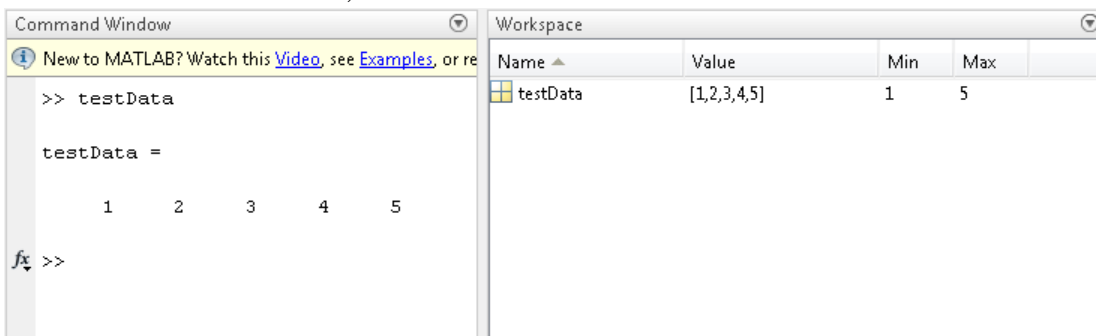 Command Window
New to MATLAB? Watch this Video, see Examples, or re
>> testData
testData =
1 2 3 4 5
fx >>
Workspace
Name Value Min Max
testData [1,2,3,4,5] 1 5